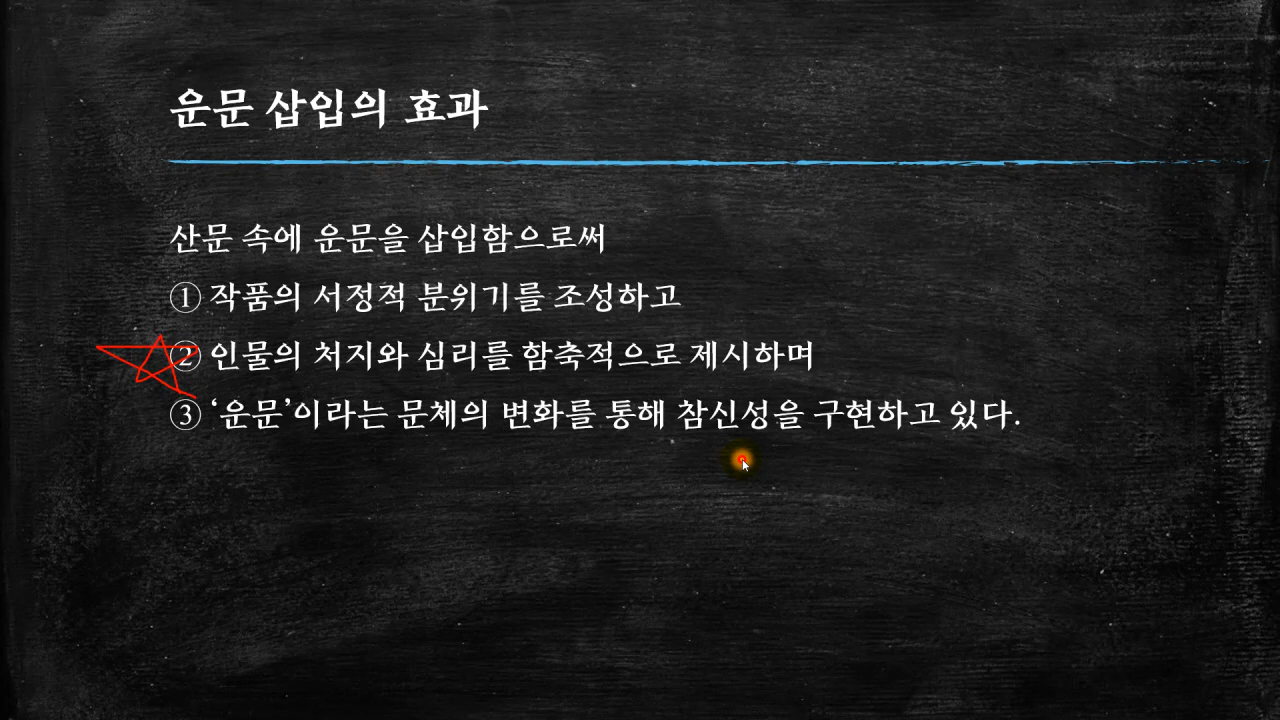 운문 삽입의 효과
산문 속에 운문을 삽입함으로써
① 작품의 서정적 분위기를 조성하고
② 인물의 처지와 심리를 함축적으로 제시하며
③ ‘운문’이라는 문체의 변화를 통해 참신성을 구현하고 있다.